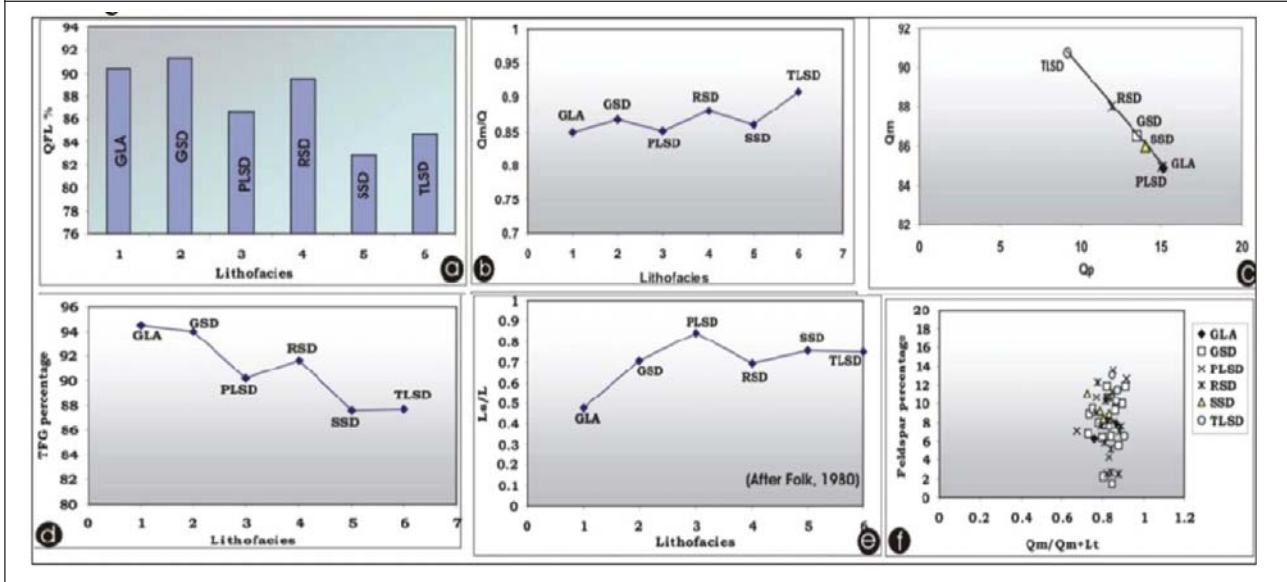 94
92
90
88
86
84
82
80
78
76
QFL %
GLA
GSD
PLSD
RSD
SSD
TLSD
1 2 3 4 5 6
Lithofacies
a
1
0.95
0.9
0.85
0.8
0.75
0.7
Qm/Q
GLA
GSD
PLSD
RSD
SSD
TLSD
0 1 2 3 4 5 6 7
Lithofacies
b
92
90
88
86
84
82
Qm
TLSD
RSD
GSD
SSD
GLA
PLSD
0 5 10 15 20
Qp
c
96
94
92
90
88
86
84
82
80
TFG percentage
GLA
GSD
PLSD
RSD
SSD
TLSD
0 1 2 3 4 5 6 7
Lithofacies
d
1
0.9
0.8
0.7
0.6
0.5
0.4
0.3
0.2
0.1
0
Ls/L
GLA
GSD
PLSD
RSD
SSD
TLSD
(After Folk, 1980)
0 1 2 3 4 5 6
Lithofacies
e
20
18
16
14
12
10
8
6
4
2
0
Feldspar percentage
0 0.2 0.4 0.6 0.8 1 1.2
Qm/Qm+Lt
GLA
GSD
PLSD
RSD
SSD
TLSD
f